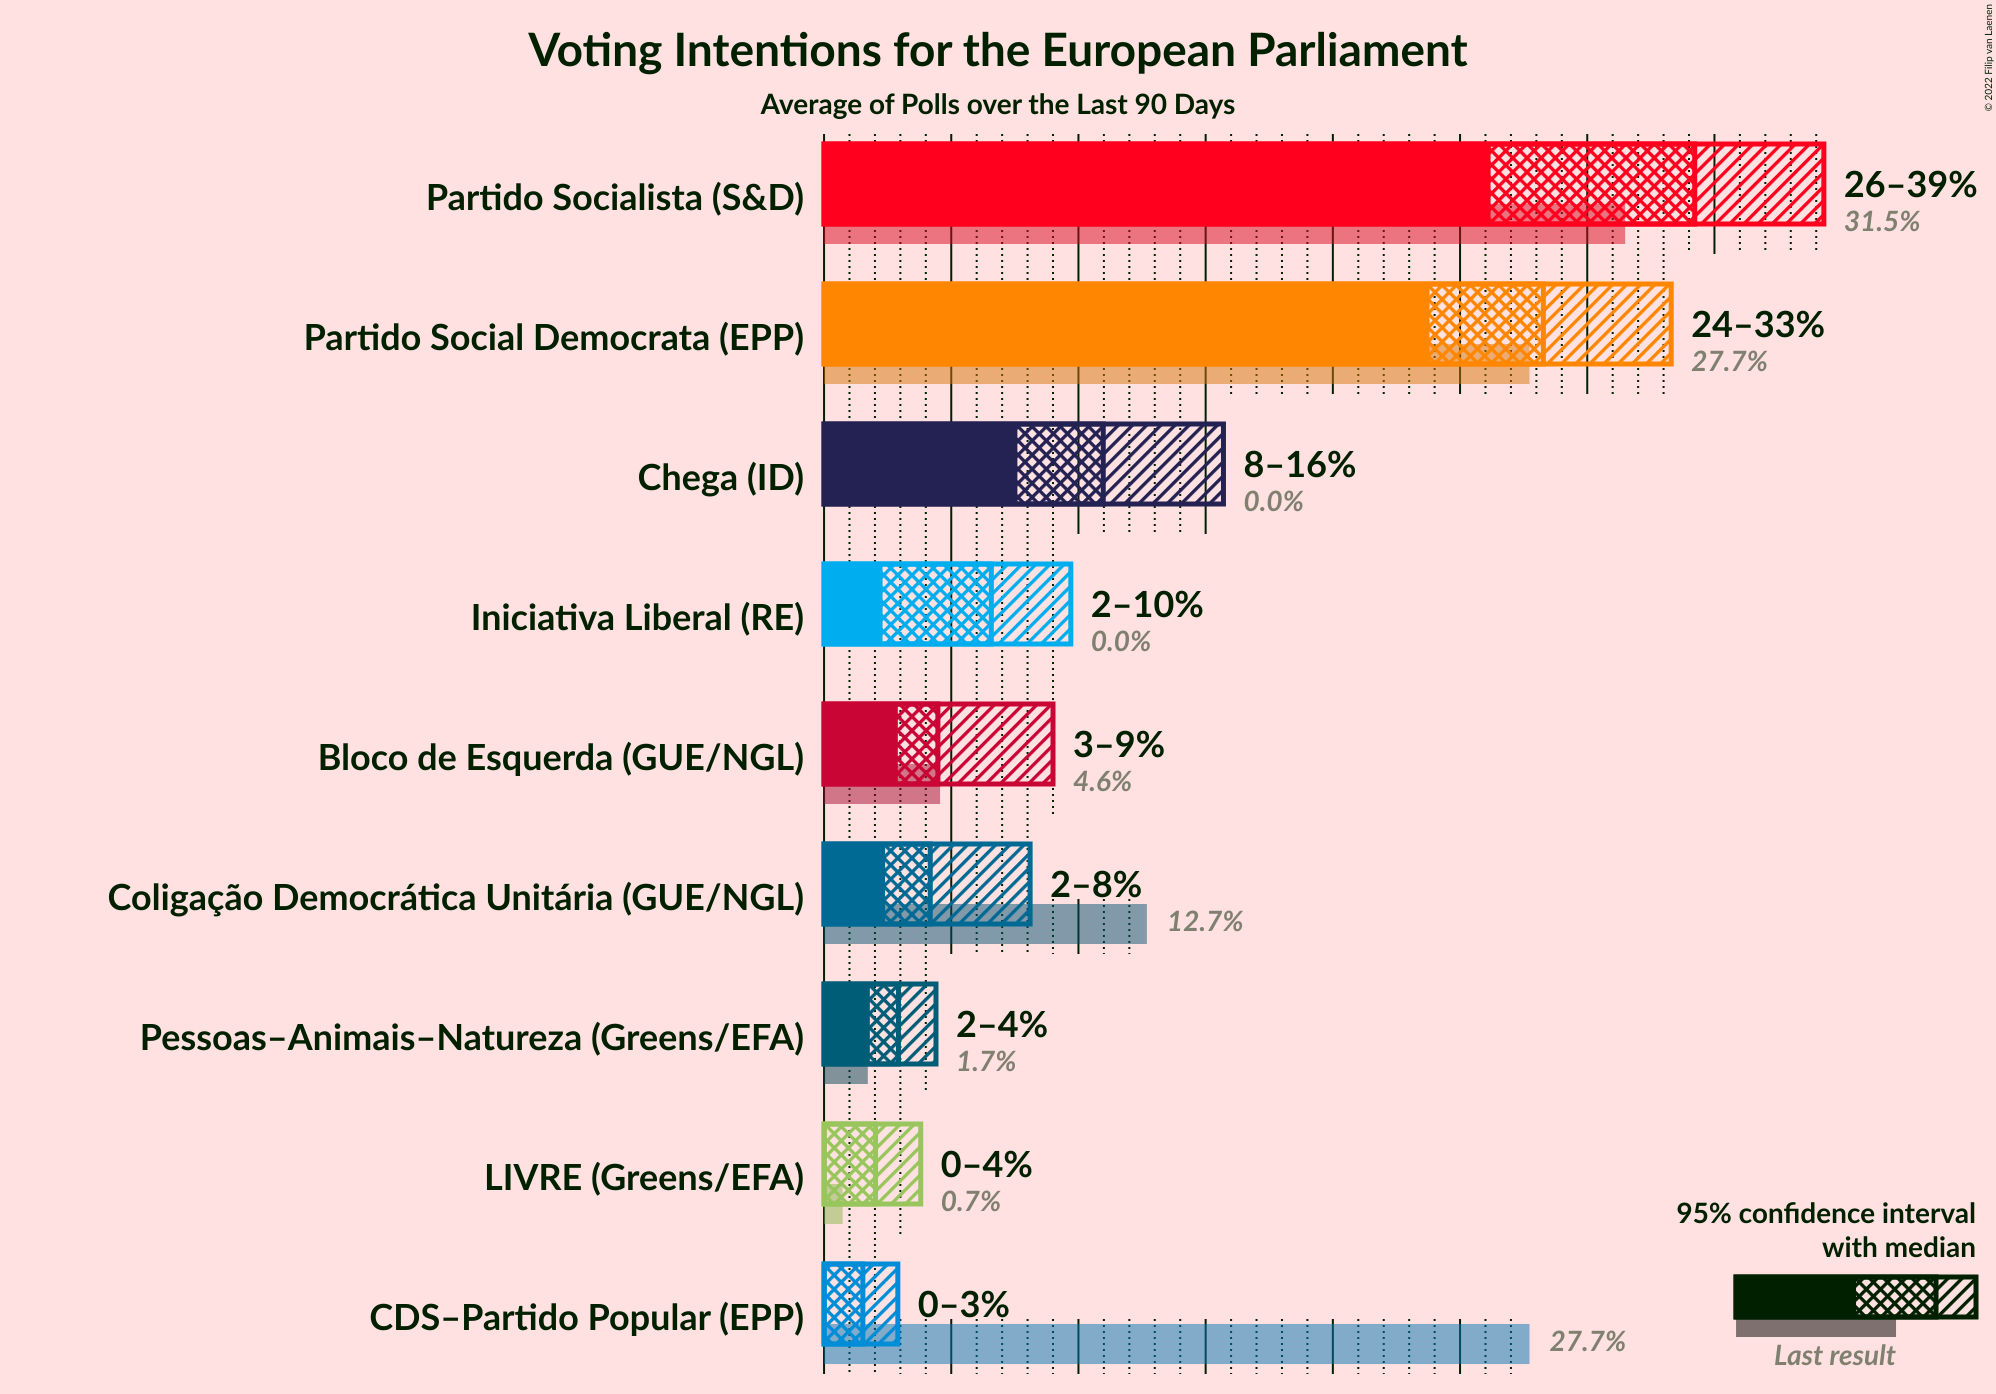 Voting Intentions for the European Parliament
Average of Polls over the Last 90 Days
© 2022 Filip van Laenen
Partido Socialista (S&D)
26–39%
31.5%
Partido Social Democrata (EPP)
24–33%
27.7%
Chega (ID)
8–16%
0.0%
Iniciativa Liberal (RE)
2–10%
0.0%
Bloco de Esquerda (GUE/NGL)
3–9%
4.6%
Coligação Democrática Unitária (GUE/NGL)
2–8%
12.7%
Pessoas–Animais–Natureza (Greens/EFA)
2–4%
1.7%
LIVRE (Greens/EFA)
0–4%
0.7%
CDS–Partido Popular (EPP)
0–3%
27.7%
95% confidence interval
with median
Last result